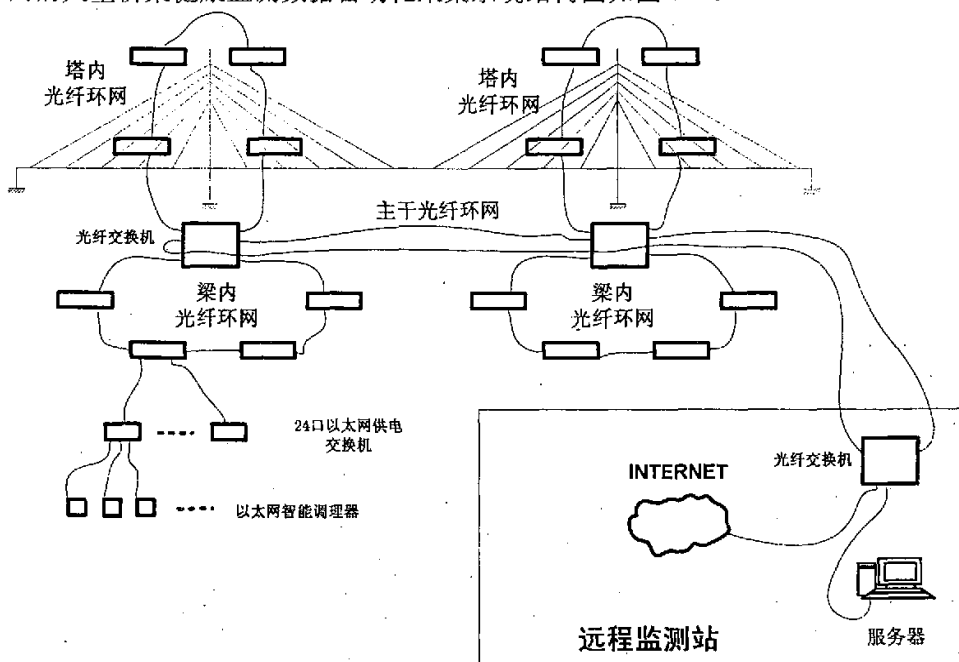 塔内
光纤环网
塔内
光纤环网
主干光纤环网
光纤交换机
梁内
光纤环网
梁内
光纤环网
24口以太网供电
交换机
以太网智能调理器
INTERNET
光纤交换机
服务器
远程监测站